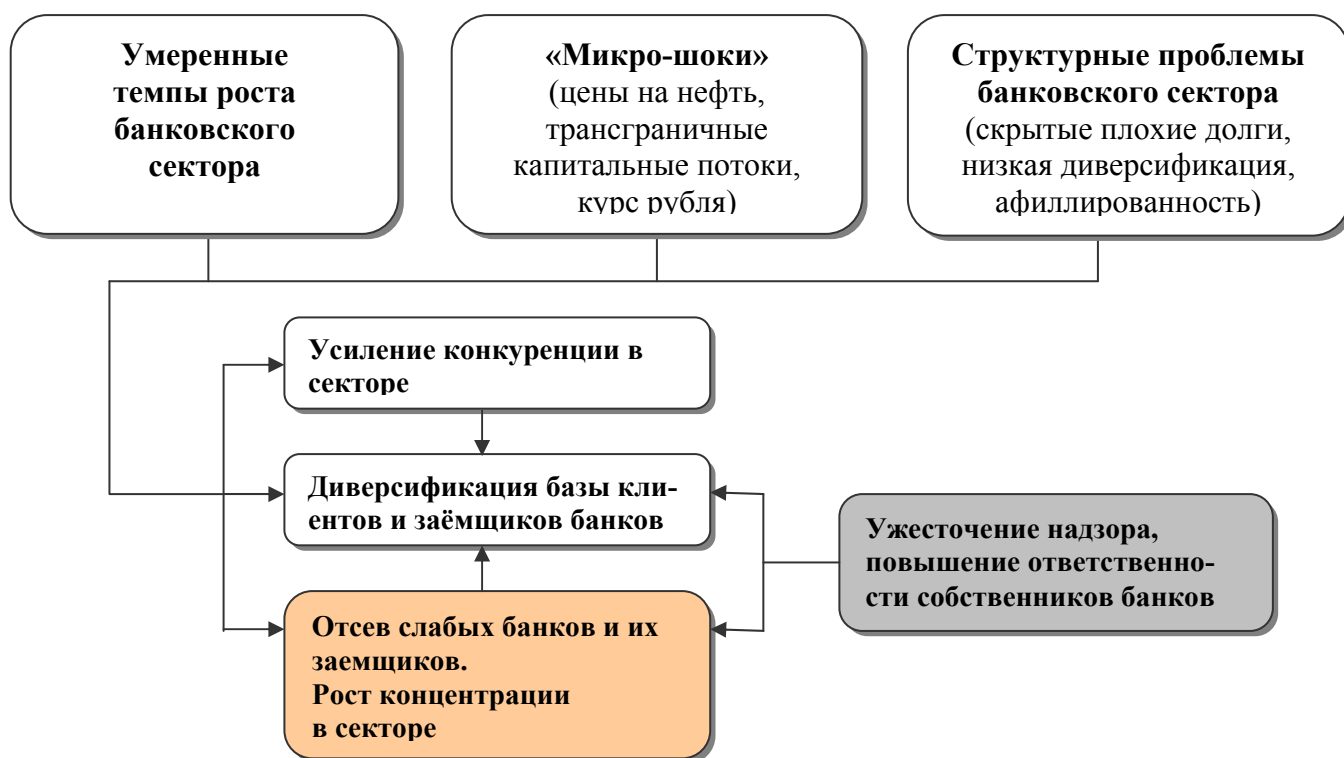 Умеренные
темпы роста
банковского
сектора
«Микро-шоки»
(цены на нефть,
трансграничные
капитальные потоки,
курс рубля)
Структурные проблемы
банковского сектора
(скрытые плохие долги,
низкая диверсификация,
афиллированность)
Усиление конкуренции в
секторе
Диверсификация базы кли-
ентов и заёмщиков банков
Ужесточение надзора,
повышение ответственно-
сти собственников банков
Отсев слабых банков и их
заемщиков.
Рост концентрации
в секторе